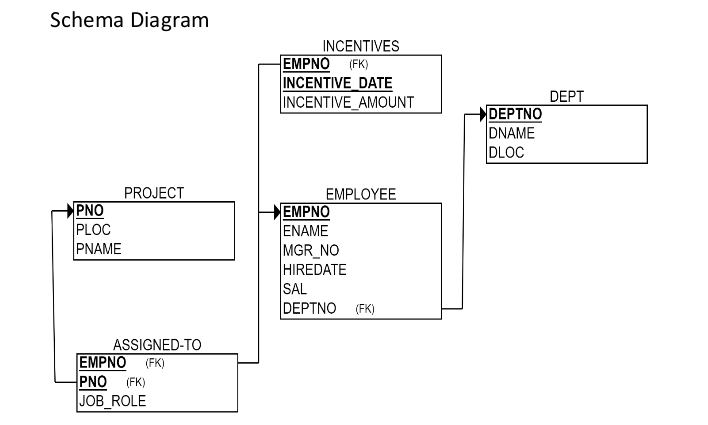 Schema Diagram
INCENTIVES
EMPNO (FK)
INCENTIVE_DATE
INCENTIVE_AMOUNT
DEPT
DEPTNO
DNAME
DLOC
PROJECT
PNO
PLOC
PNAME
EMPLOYEE
EMPNO
ENAME
MGR_NO
HIREDATE
SAL
DEPTNO (FK)
ASSIGNED-TO
EMPNO (FK)
PNO (FK)
JOB_ROLE